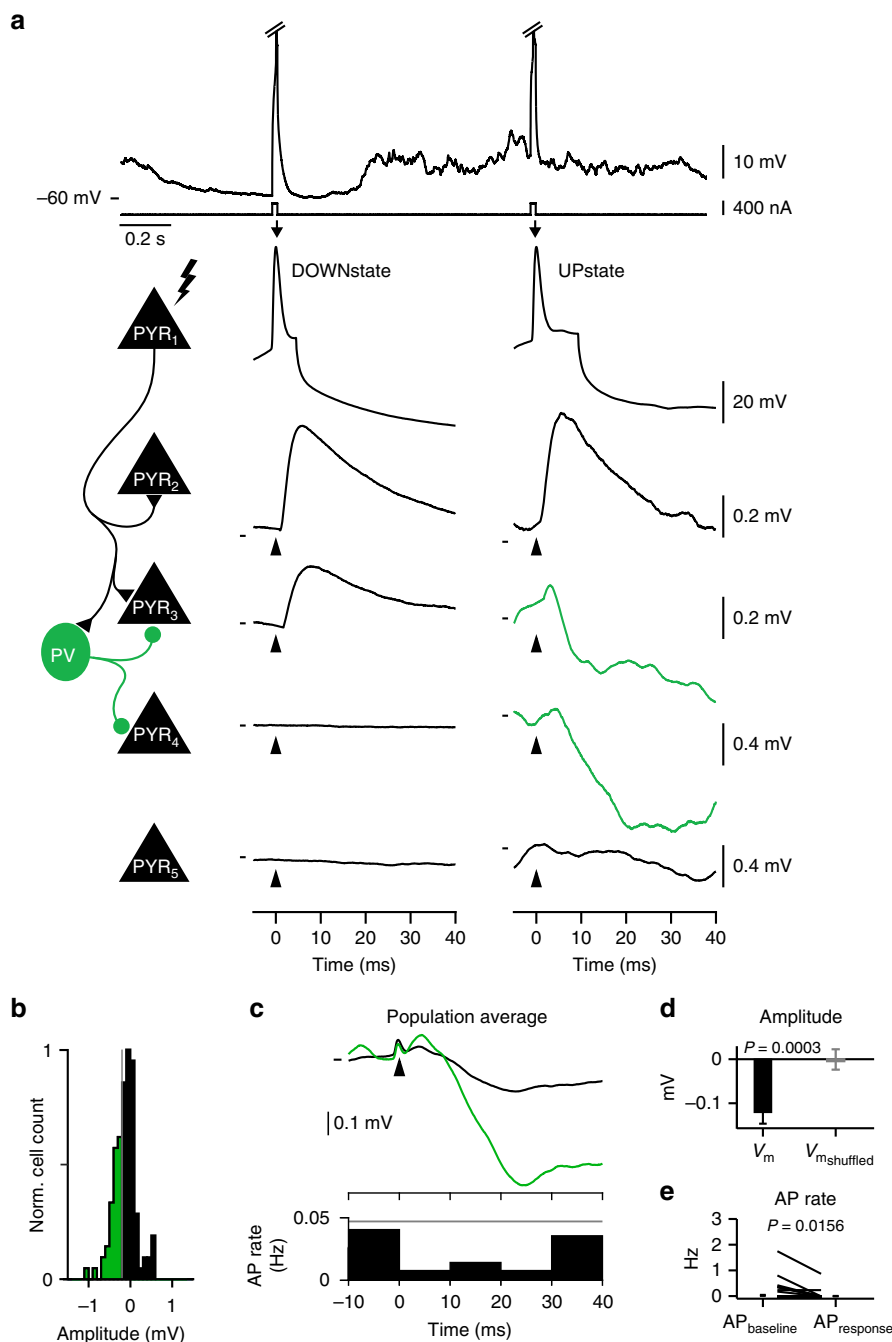 a
10 mV
–60 mV
400 nA
0.2 s
DOWNstate
UPstate
PYR1
20 mV
PYR2
0.2 mV
PYR3
0.2 mV
PV
PYR4
0.4 mV
PYR5
0.4 mV
0 10 20 30 40
0 10 20 30 40
Time (ms)
Time (ms)
b
1
0
Norm. cell count
–1 0 1
Amplitude (mV)
c
Population average
0.1 mV
0.05
0
AP rate
(Hz)
–10 0 10 20 30 40
Time (ms)
d
Amplitude
P = 0.0003
0
–0.1
mV
Vm
Vmshuffled
e
AP rate
P = 0.0156
3
2
1
0
Hz
APbaseline
APresponse